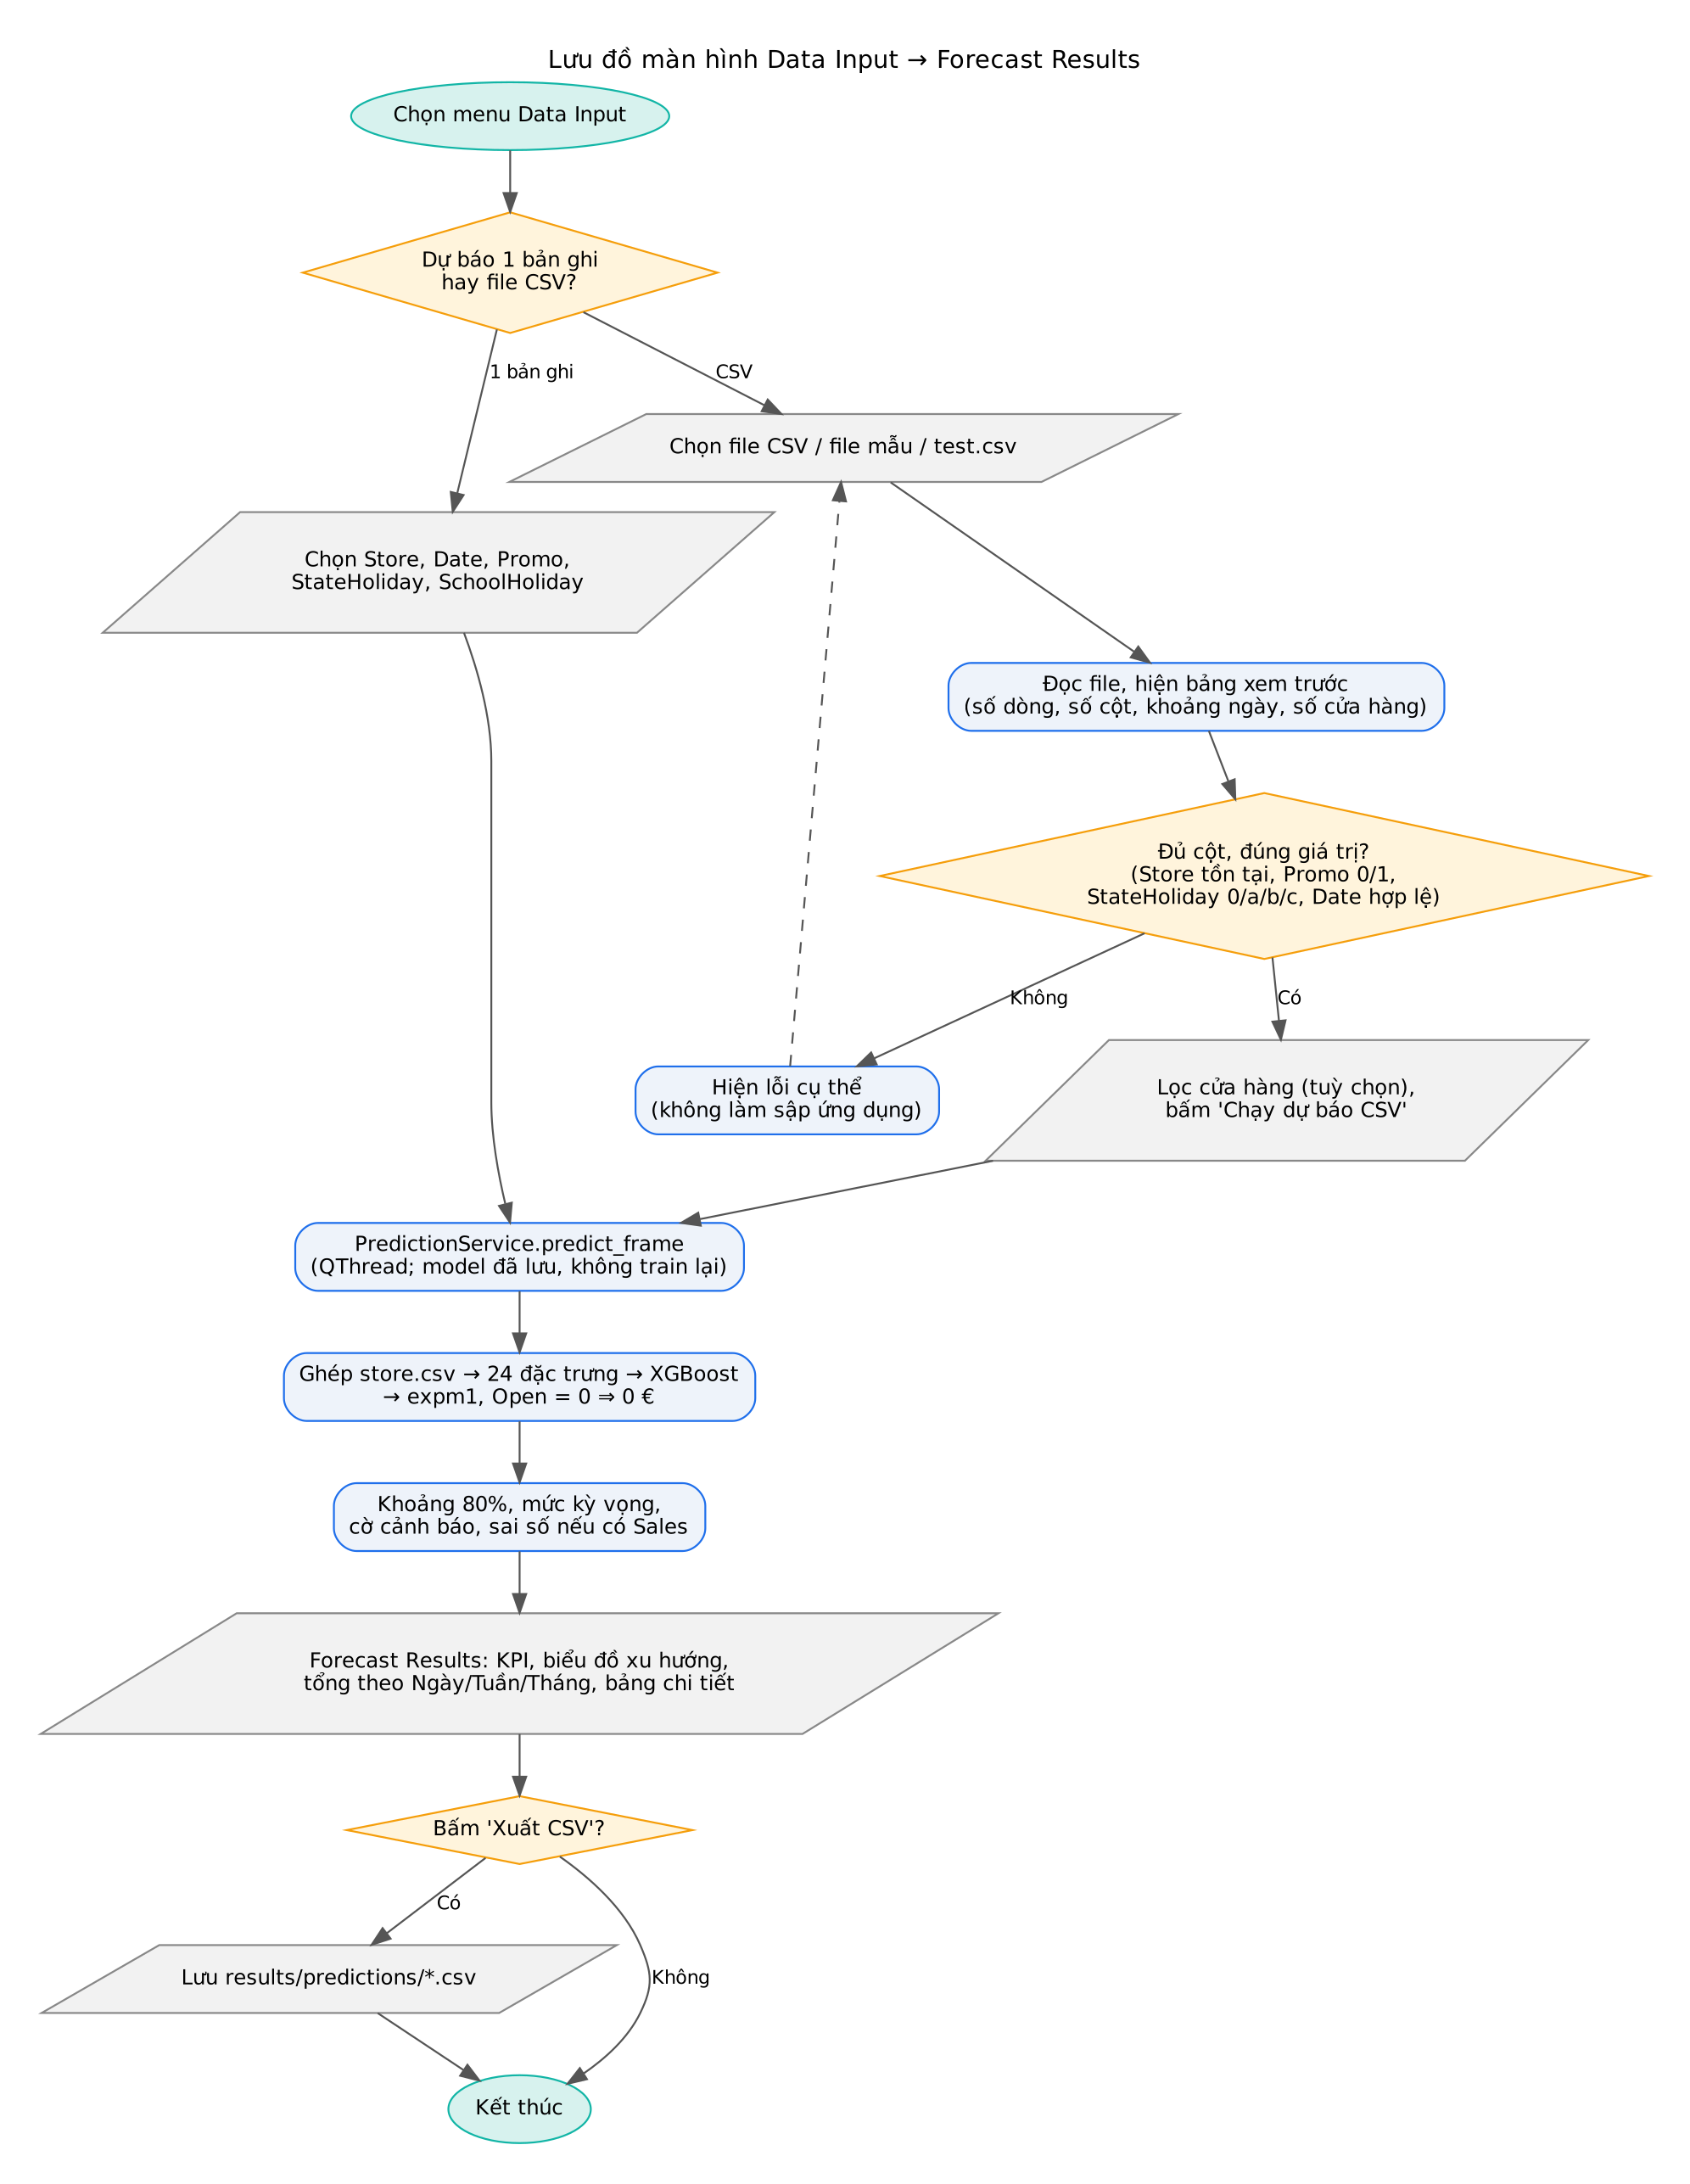 Lưu đồ màn hình Data Input → Forecast Results
Chọn menu Data Input
Dự báo 1 bản ghi
hay file CSV?
1 bản ghi
CSV
Chọn file CSV / file mẫu / test.csv
Chọn Store, Date, Promo,
StateHoliday, SchoolHoliday
Đọc file, hiện bảng xem trước
(số dòng, số cột, khoảng ngày, số cửa hàng)
Đủ cột, đúng giá trị?
(Store tồn tại, Promo 0/1,
StateHoliday 0/a/b/c, Date hợp lệ)
Không
Có
Hiện lỗi cụ thể
(không làm sập ứng dụng)
Lọc cửa hàng (tuỳ chọn),
bấm 'Chạy dự báo CSV'
PredictionService.predict_frame
(QThread; model đã lưu, không train lại)
Ghép store.csv → 24 đặc trưng → XGBoost
→ expm1, Open = 0 ⇒ 0 €
Khoảng 80%, mức kỳ vọng,
cờ cảnh báo, sai số nếu có Sales
Forecast Results: KPI, biểu đồ xu hướng,
tổng theo Ngày/Tuần/Tháng, bảng chi tiết
Bấm 'Xuất CSV'?
Có
Không
Lưu results/predictions/*.csv
Kết thúc